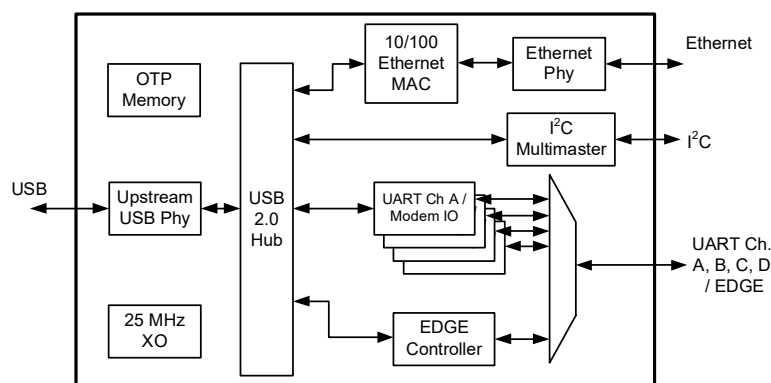 10/100
Ethernet
MAC
Ethernet
Phy
Ethernet
OTP
Memory
I²C
Multimaster
I²C
USB
Upstream
USB Phy
USB
2.0
Hub
UART Ch A /
Modem IO
UART Ch.
A, B, C, D
/ EDGE
25 MHz
XO
EDGE
Controller